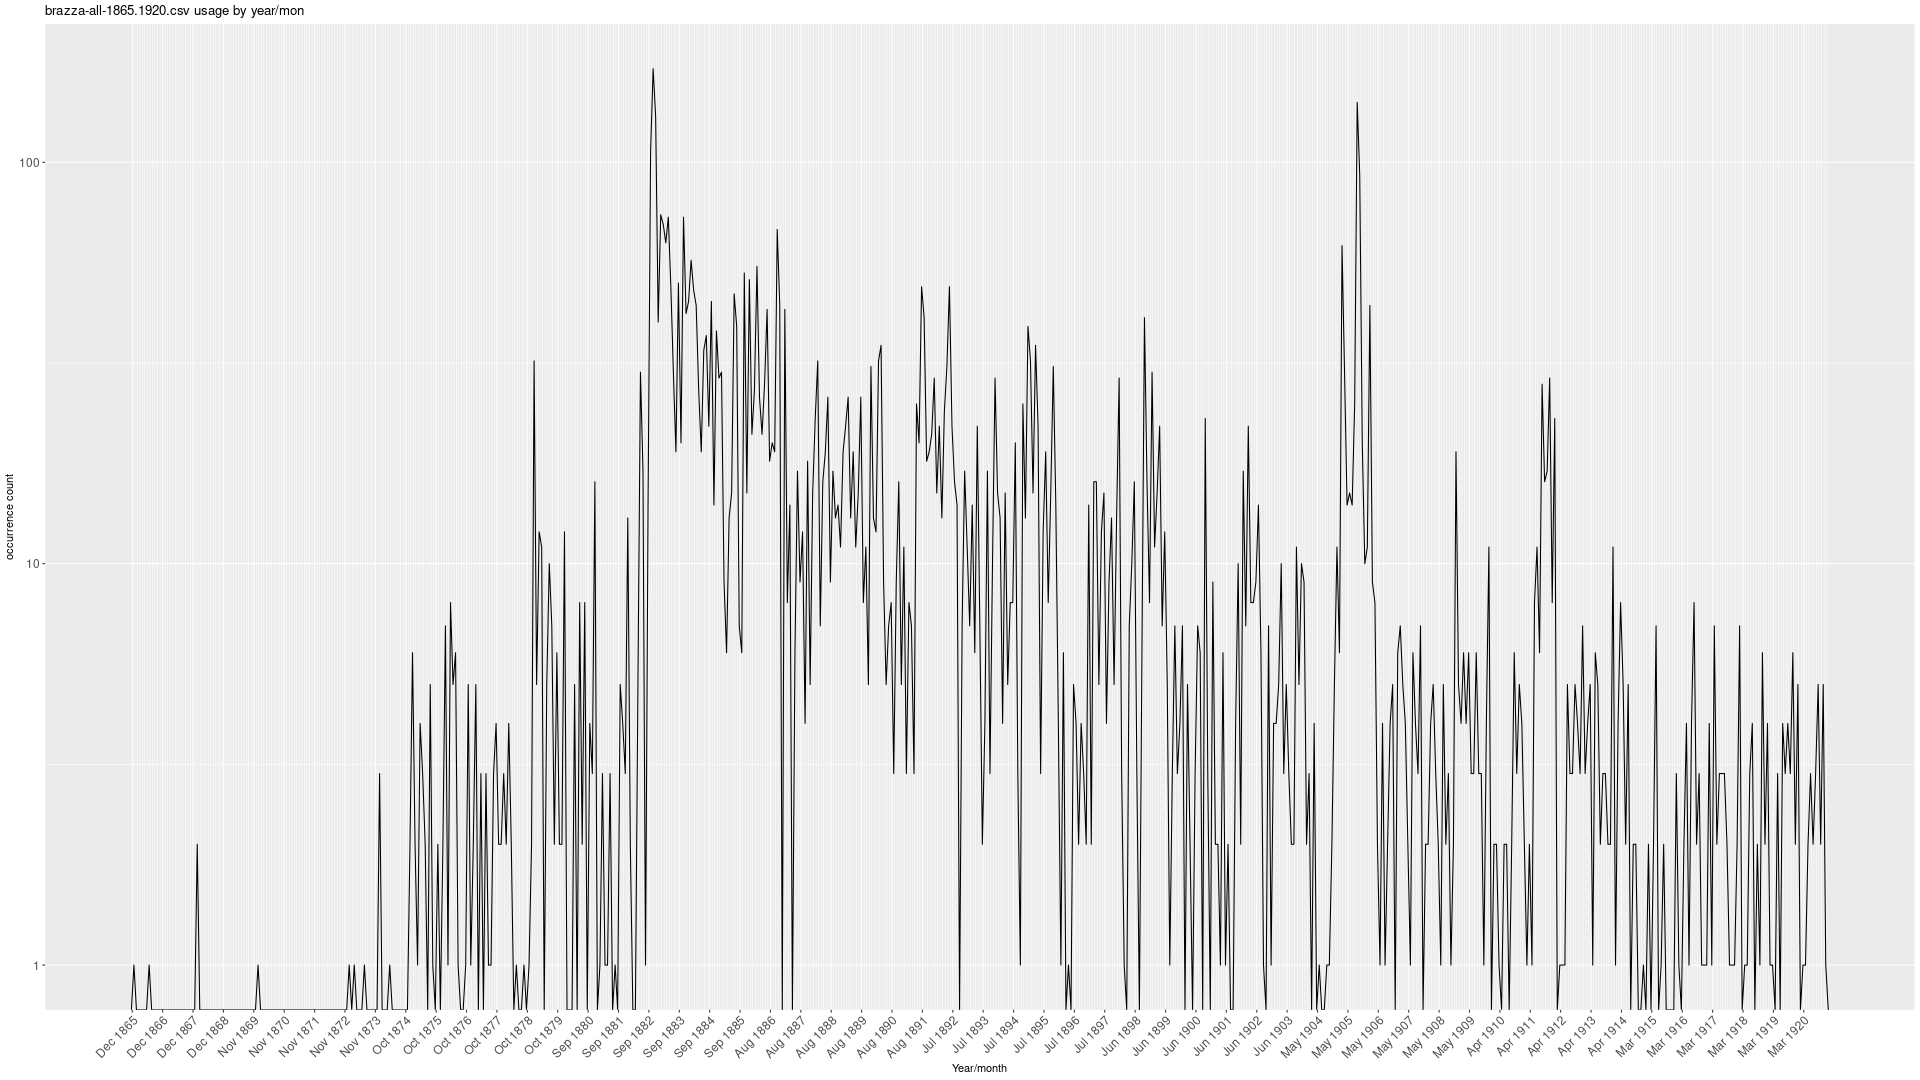 brazza-all-1865.1920.csv usage by year/mon
occurrence count
100
10
1
Dec 1865
Dec 1866
Dec 1867
Dec 1868
Nov 1869
Nov 1870
Nov 1871
Nov 1872
Nov 1873
Oct 1874
Oct 1875
Oct 1876
Oct 1877
Oct 1878
Oct 1879
Sep 1880
Sep 1881
Sep 1882
Sep 1883
Sep 1884
Sep 1885
Aug 1886
Aug 1887
Aug 1888
Aug 1889
Aug 1890
Aug 1891
Jul 1892
Jul 1893
Jul 1894
Jul 1895
Jul 1896
Jul 1897
Jun 1898
Jun 1899
Jun 1900
Jun 1901
Jun 1902
Jun 1903
May 1904
May 1905
May 1906
May 1907
May 1908
May 1909
Apr 1910
Apr 1911
Apr 1912
Apr 1913
Apr 1914
Mar 1915
Mar 1916
Mar 1917
Mar 1918
Mar 1919
Mar 1920
Year/month